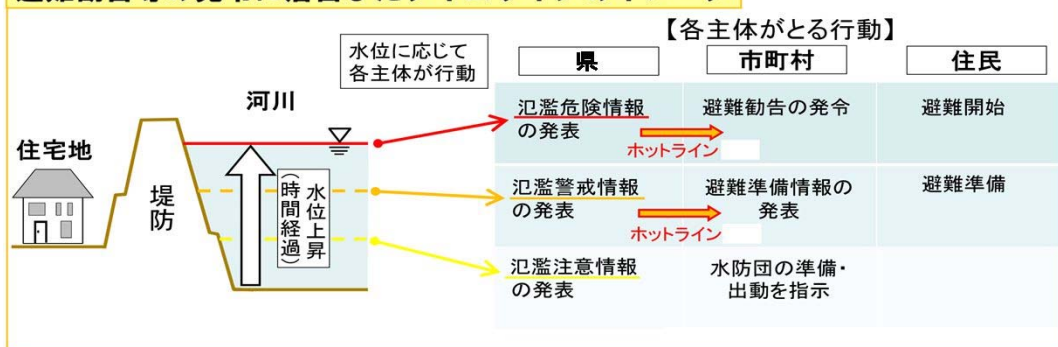 【各主体がとる行動】
水位に応じて
各主体が行動
県
市町村
住民
河川
住宅地
堤防
水位上昇
(時間経過)
氾濫危険情報
の発表
ホットライン
避難勧告の発令
避難開始
氾濫警戒情報
の発表
ホットライン
避難準備情報の
発表
避難準備
氾濫注意情報
の発表
水防団の準備・
出動を指示